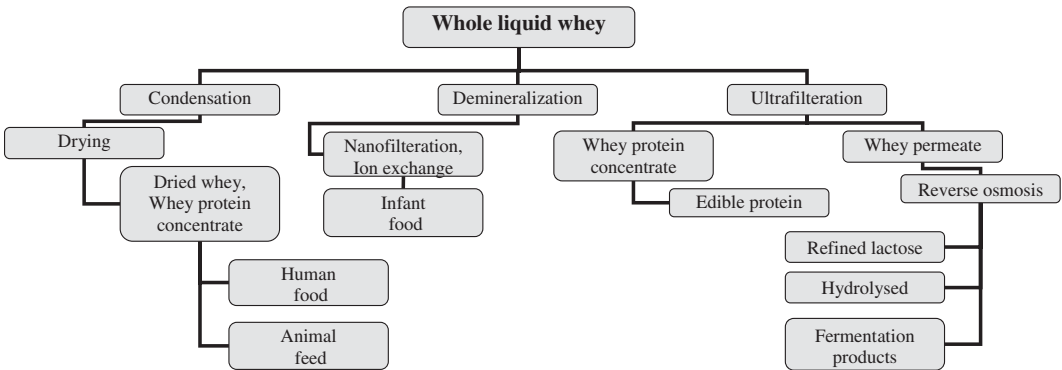 Whole liquid whey
Condensation
Demineralization
Ultrafilteration
Drying
Nanofilteration,
Ion exchange
Whey protein
concentrate
Whey permeate
Dried whey,
Whey protein
concentrate
Infant
food
Edible protein
Reverse osmosis
Human
food
Refined lactose
Hydrolysed
Animal
feed
Fermentation
products